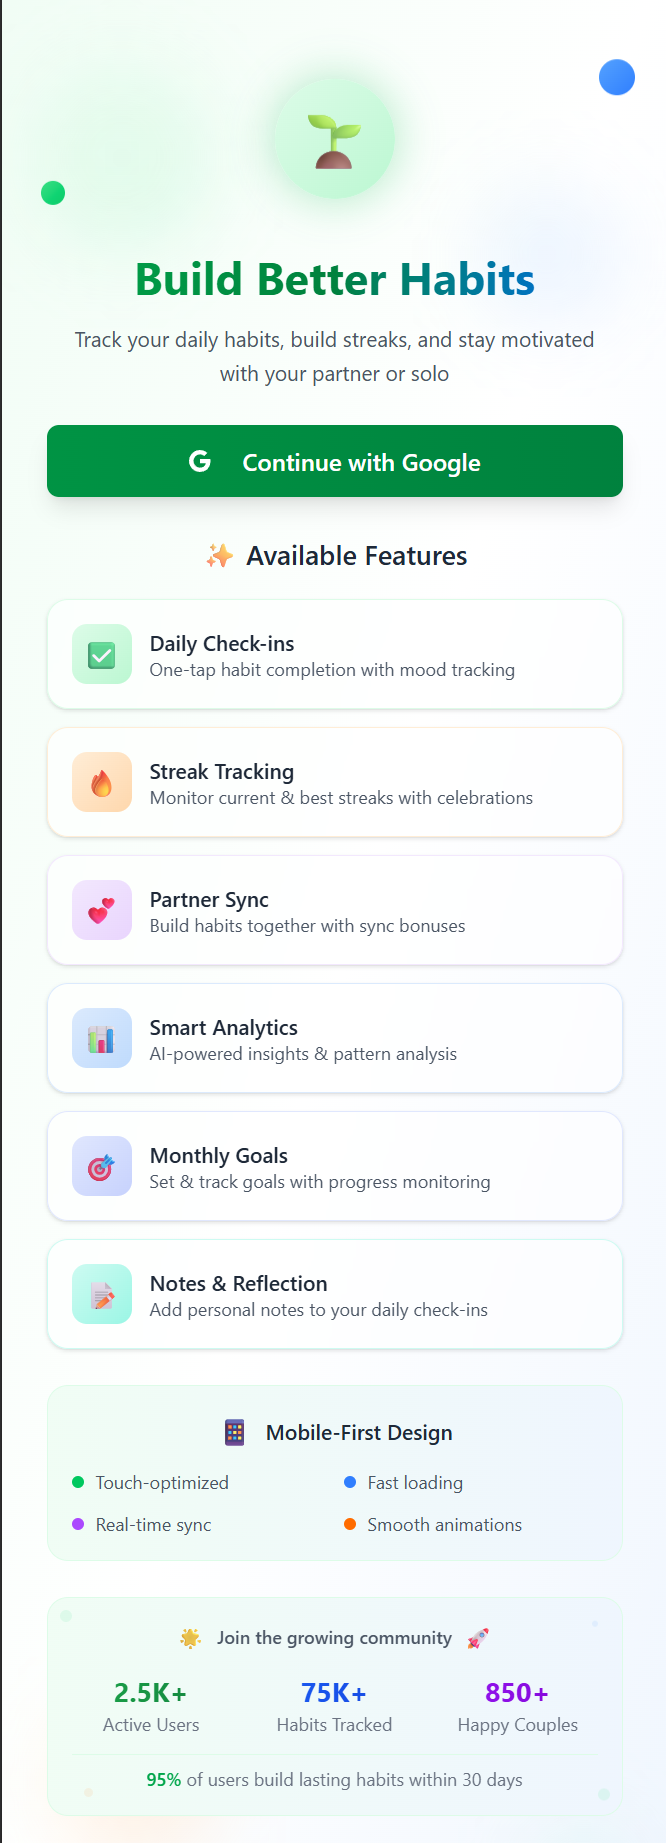 Build Better Habits
Track your daily habits, build streaks, and stay motivated
with your partner or solo
G Continue with Google
✨ Available Features
Daily Check-ins
One-tap habit completion with mood tracking
Streak Tracking
Monitor current & best streaks with celebrations
Partner Sync
Build habits together with sync bonuses
Smart Analytics
AI-powered insights & pattern analysis
Monthly Goals
Set & track goals with progress monitoring
Notes & Reflection
Add personal notes to your daily check-ins
Mobile-First Design
Touch-optimized
Fast loading
Real-time sync
Smooth animations
🌟 Join the growing community 🚀
2.5K+ 75K+ 850+
Active Users Habits Tracked Happy Couples
95% of users build lasting habits within 30 days